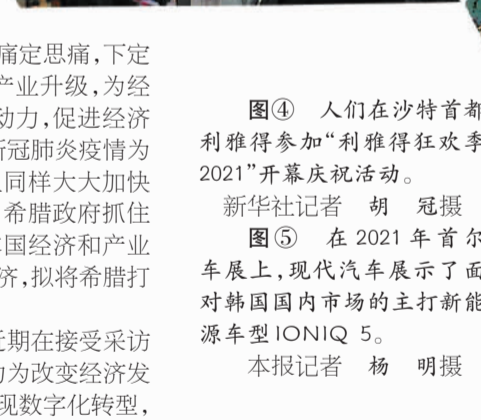 痛定思痛，下定
产业升级，为经
动力，促进经济
新冠肺炎疫情为
同样大大加快
希腊政府抓住
国经济和产业
济，拟将希腊打
近期在接受采访
力为改变经济发
现数字化转型，
图④ 人们在沙特首都
利雅得参加“利雅得狂欢季
2021”开幕庆祝活动。
新华社记者 胡 冠摄
图⑤ 在 2021 年首尔
车展上，现代汽车展示了面
对韩国国内市场的主打新能
源车型IONIQ 5。
本报记者 杨 明摄